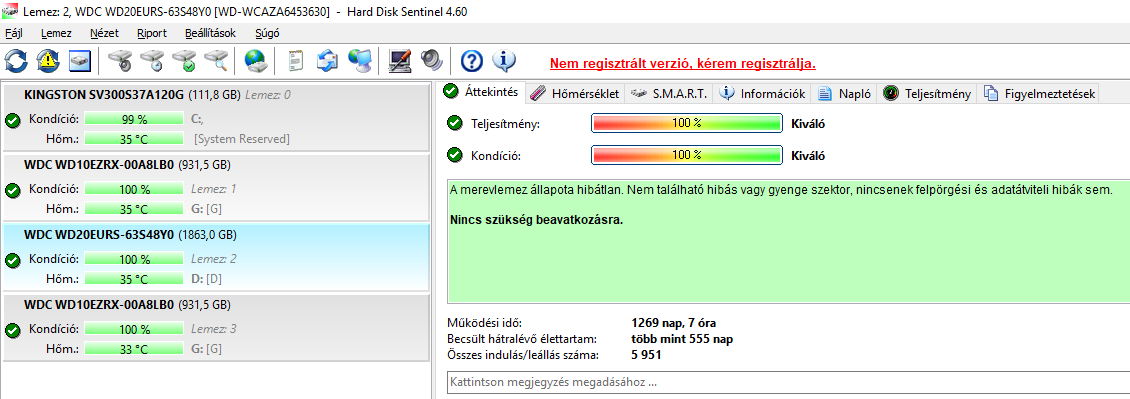 Lemez: 2, WDC WD20EURS-63S48Y0 [WD-WCAZA6453630] - Hard Disk Sentinel 4.60
Fájl Lemez Nézet Riport Beállítások Súgó
Nem regisztrált verzió, kérem regisztrálja.
KINGSTON SV300S37A120G (111,8 GB) Lemez: 0
Kondíció: 99 % C:,
Hőm.: 35 °C [System Reserved]
WDC WD10EZRX-00A8LB0 (931,5 GB)
Kondíció: 100 % Lemez: 1
Hőm.: 35 °C G: [G]
WDC WD20EURS-63S48Y0 (1863,0 GB)
Kondíció: 100 % Lemez: 2
Hőm.: 35 °C D: [D]
WDC WD10EZRX-00A8LB0 (931,5 GB)
Kondíció: 100 % Lemez: 3
Hőm.: 33 °C G: [G]
Áttekintés Hőmérséklet S.M.A.R.T. Információk Napló Teljesítmény Figyelmeztetések
Teljesítmény: 100 % Kiváló
Kondíció: 100 % Kiváló
A merevlemez állapota hibátlan. Nem található hibás vagy gyenge szektor, nincsenek felpörgési és adatátviteli hibák sem.
Nincs szükség beavatkozásra.
Működési idő: 1269 nap, 7 óra
Becsült hátralévő élettartam: több mint 555 nap
Összes indulás/leállás száma: 5 951
Kattintson megjegyzés megadásához ...